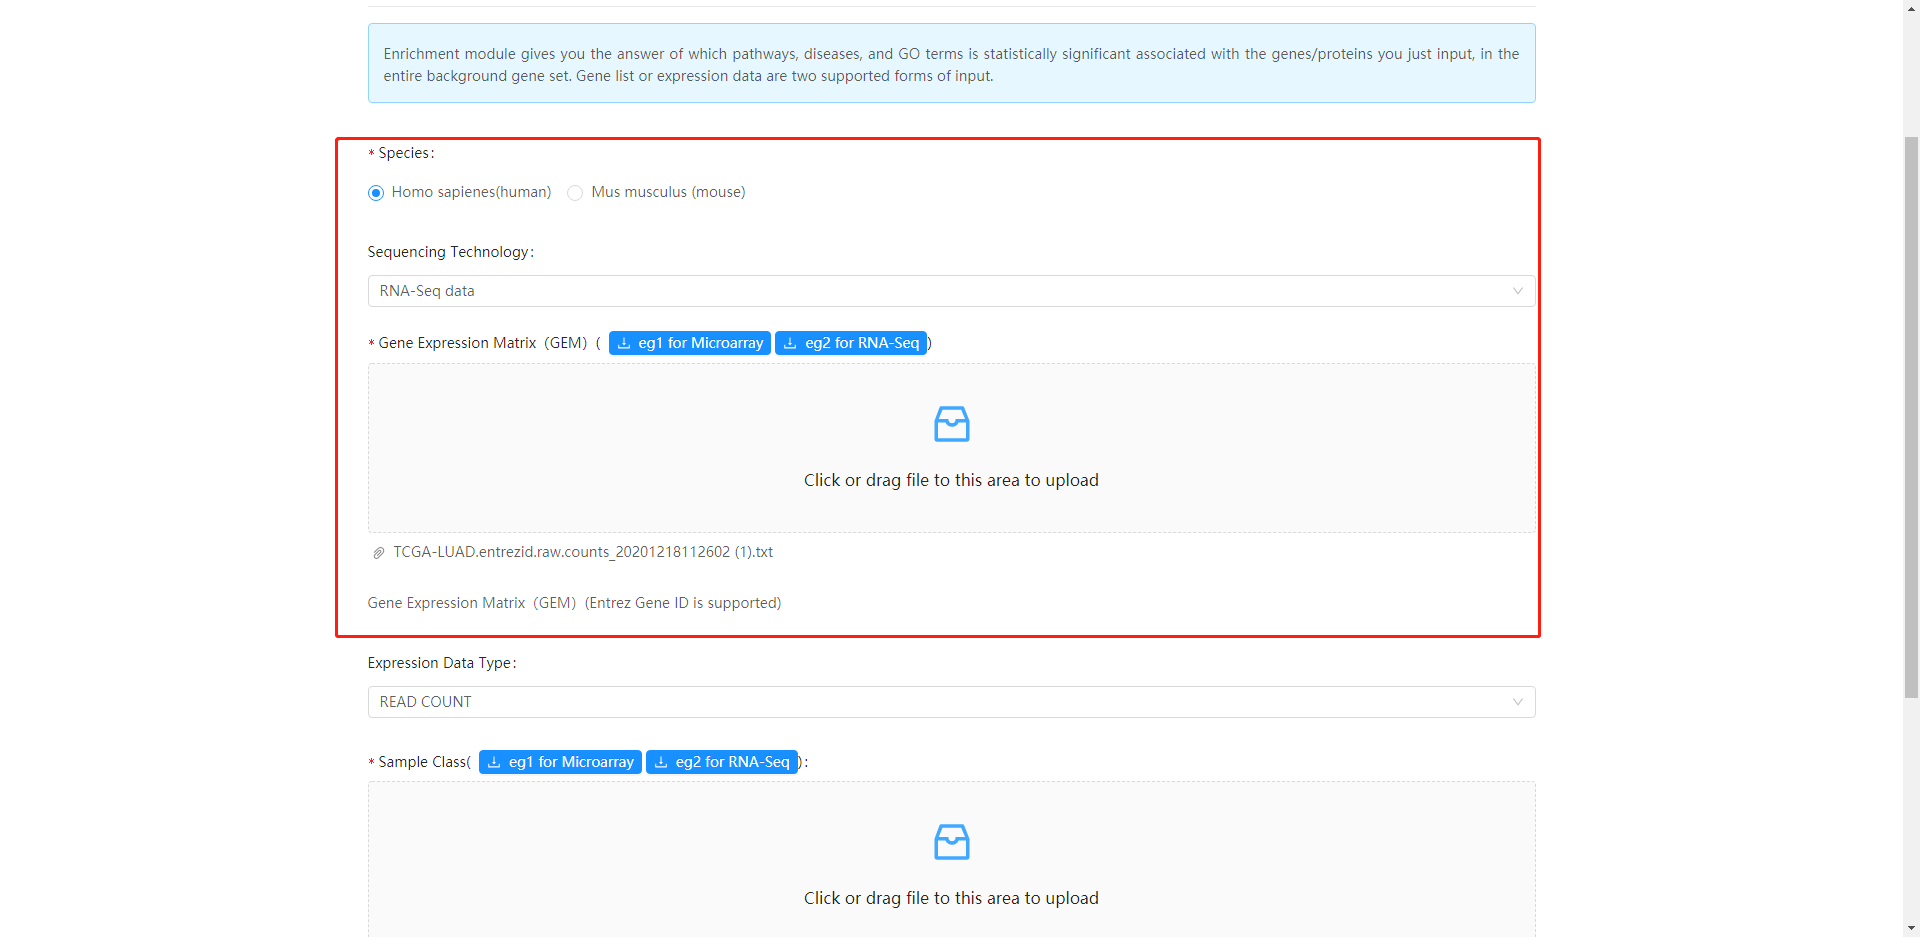 Enrichment module gives you the answer of which pathways, diseases, and GO terms is statistically significant associated with the genes/proteins you just input, in the
entire background gene set. Gene list or expression data are two supported forms of input.
* Species:
Homo sapienes(human) Mus musculus (mouse)
Sequencing Technology:
RNA-Seq data
* Gene Expression Matrix（GEM）( eg1 for Microarray eg2 for RNA-Seq )
Click or drag file to this area to upload
TCGA-LUAD.entrezid.raw.counts_20201218112602 (1).txt
Gene Expression Matrix（GEM）(Entrez Gene ID is supported)
Expression Data Type:
READ COUNT
* Sample Class( eg1 for Microarray eg2 for RNA-Seq ):
Click or drag file to this area to upload